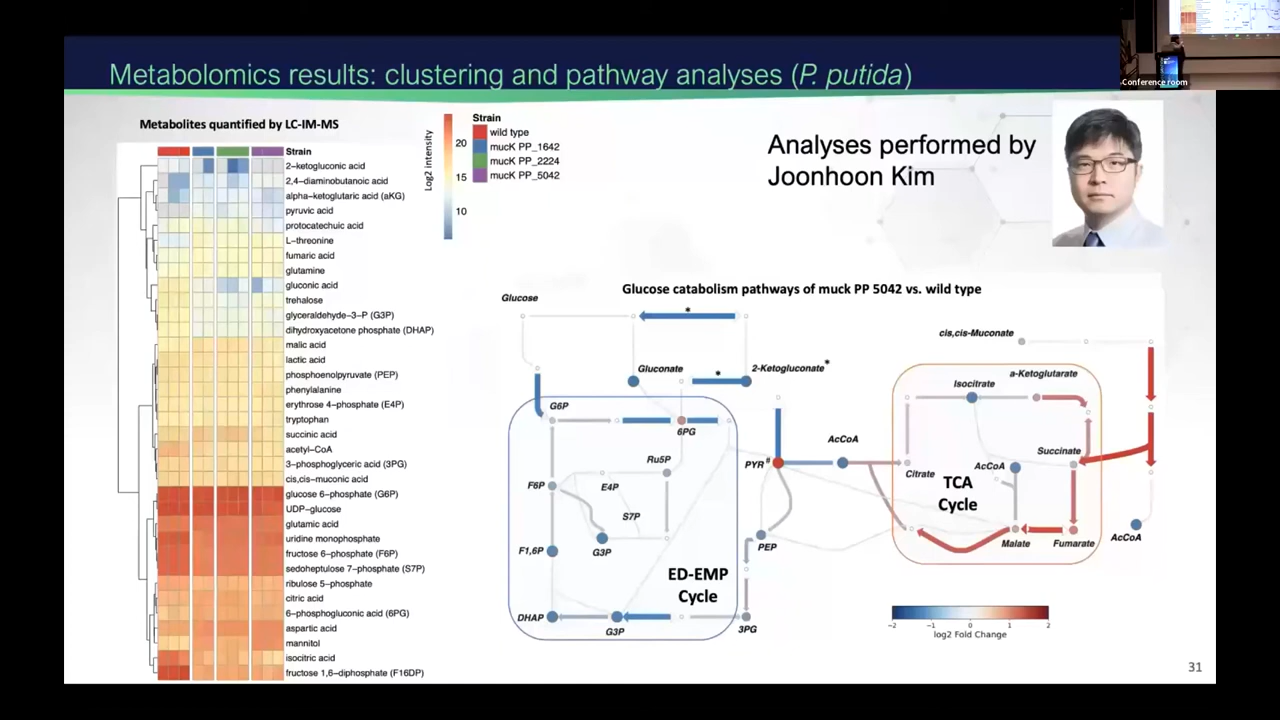 Metabolomics results: clustering and pathway analyses (P. putida)
Conference room
Metabolites quantified by LC-IM-MS
Strain
2-ketogluconic acid
2,4-diaminobutanoic acid
alpha-ketoglutaric acid (aKG)
pyruvic acid
protocatechuic acid
L-threonine
fumaric acid
glutamine
gluconic acid
trehalose
glyceraldehyde-3-P (G3P)
dihydroxyacetone phosphate (DHAP)
malic acid
lactic acid
phosphoenolpyruvate (PEP)
phenylalanine
erythrose 4-phosphate (E4P)
tryptophan
succinic acid
acetyl-CoA
3-phosphoglyceric acid (3PG)
cis,cis-muconic acid
glucose 6-phosphate (G6P)
UDP-glucose
glutamic acid
uridine monophosphate
fructose 6-phosphate (F6P)
sedoheptulose 7-phosphate (S7P)
ribulose 5-phosphate
citric acid
6-phosphogluconic acid (6PG)
aspartic acid
mannitol
isocitric acid
fructose 1,6-diphosphate (F16DP)
Log2 intensity
20
15
10
Strain
wild type
mucK PP_1642
mucK PP_2224
mucK PP_5042
Analyses performed by
Joonhoon Kim
Glucose catabolism pathways of muck PP 5042 vs. wild type
Glucose
*
Gluconate
*
2-Ketogluconate*
G6P
6PG
Ru5P
F6P
E4P
S7P
F1,6P
G3P
ED-EMP
Cycle
DHAP
G3P
3PG
PEP
PYR#
AcCoA
cis,cis-Muconate
a-Ketoglutarate
Isocitrate
Succinate
Citrate
AcCoA
TCA
Cycle
Malate
Fumarate
AcCoA
−2
−1
0
1
2
log2 Fold Change
31